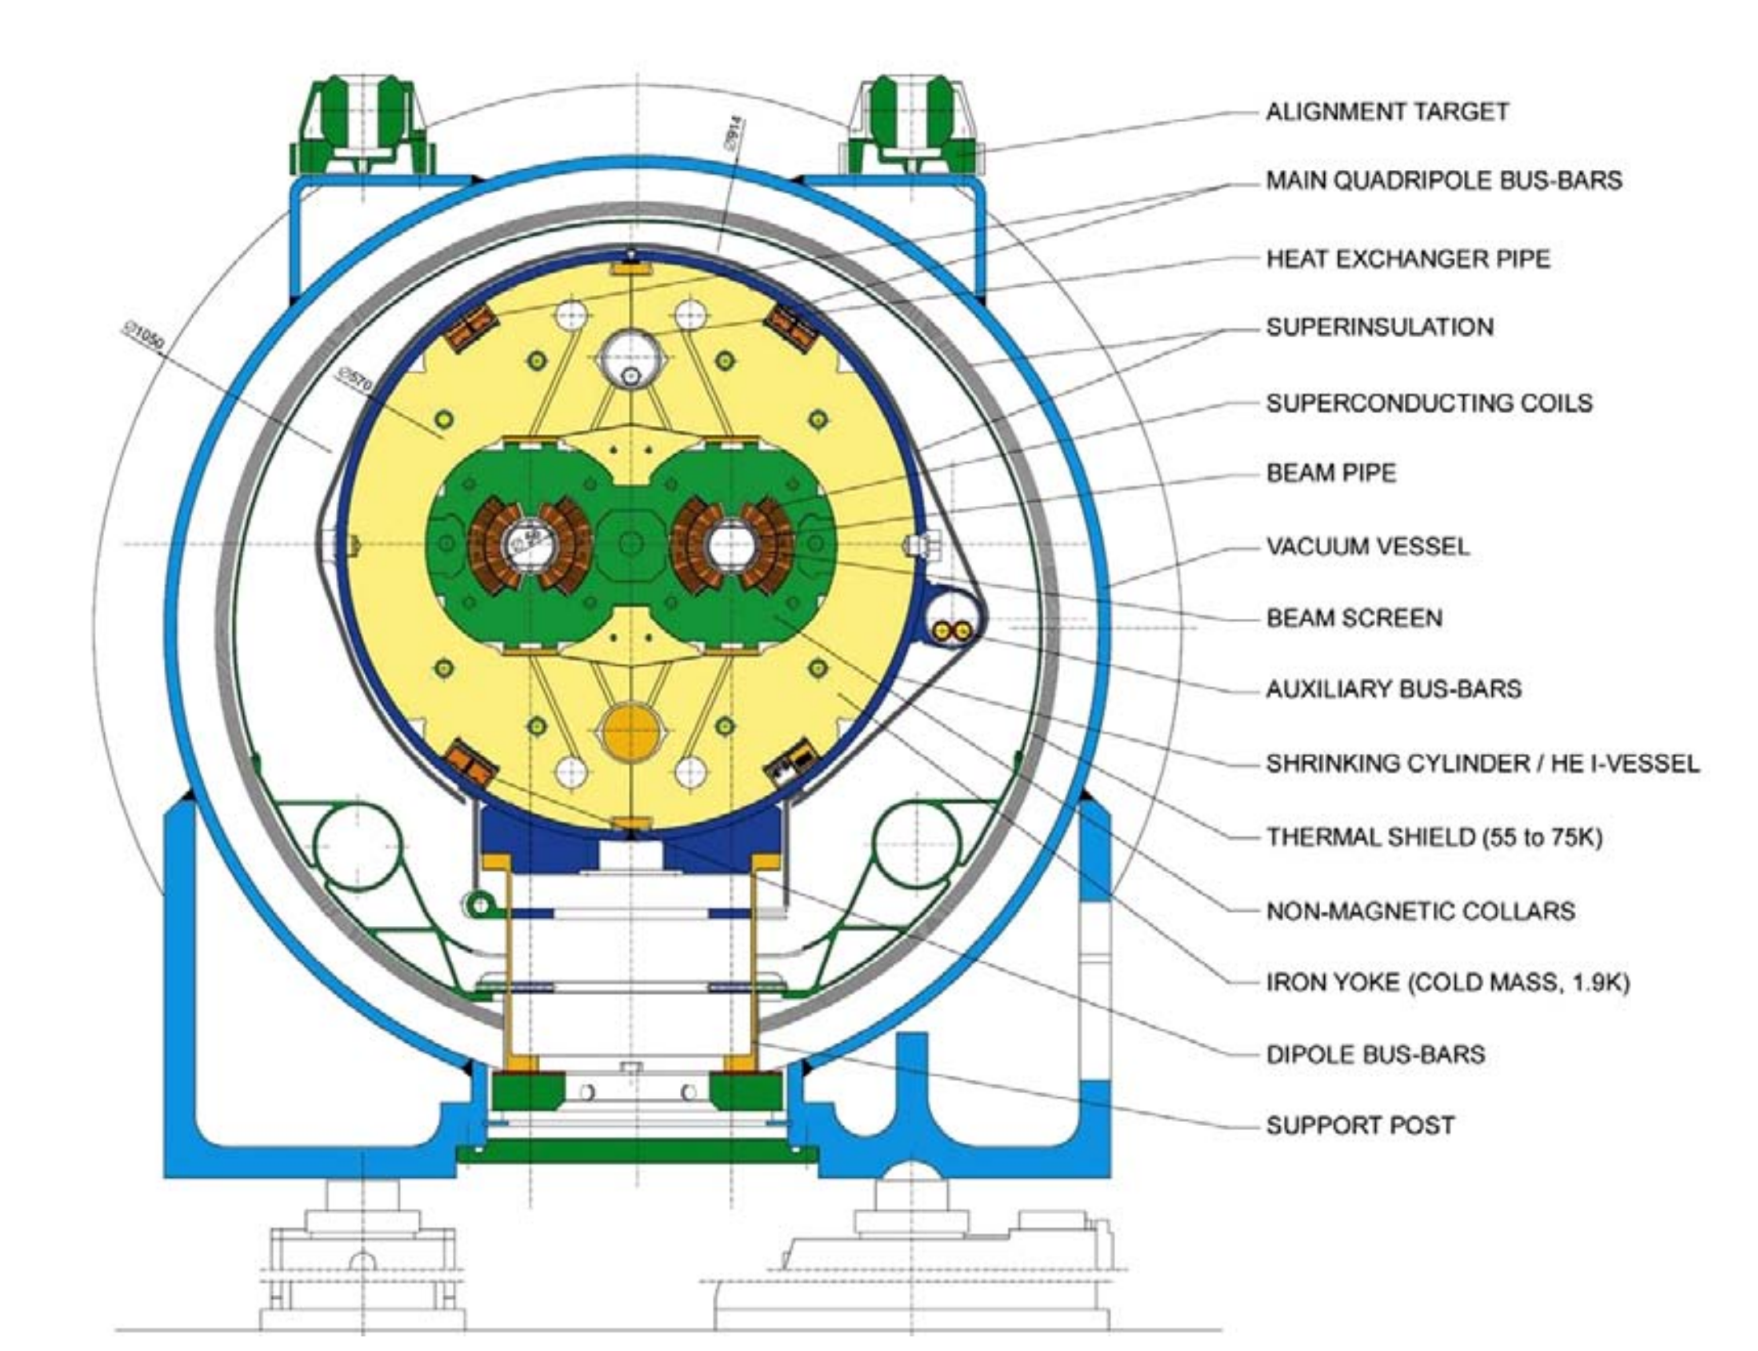 ALIGNMENT TARGET
∅914
MAIN QUADRIPOLE BUS-BARS
HEAT EXCHANGER PIPE
∅1050
SUPERINSULATION
∅570
SUPERCONDUCTING COILS
BEAM PIPE
VACUUM VESSEL
BEAM SCREEN
AUXILIARY BUS-BARS
SHRINKING CYLINDER / HE I-VESSEL
THERMAL SHIELD (55 to 75K)
NON-MAGNETIC COLLARS
IRON YOKE (COLD MASS, 1.9K)
DIPOLE BUS-BARS
SUPPORT POST